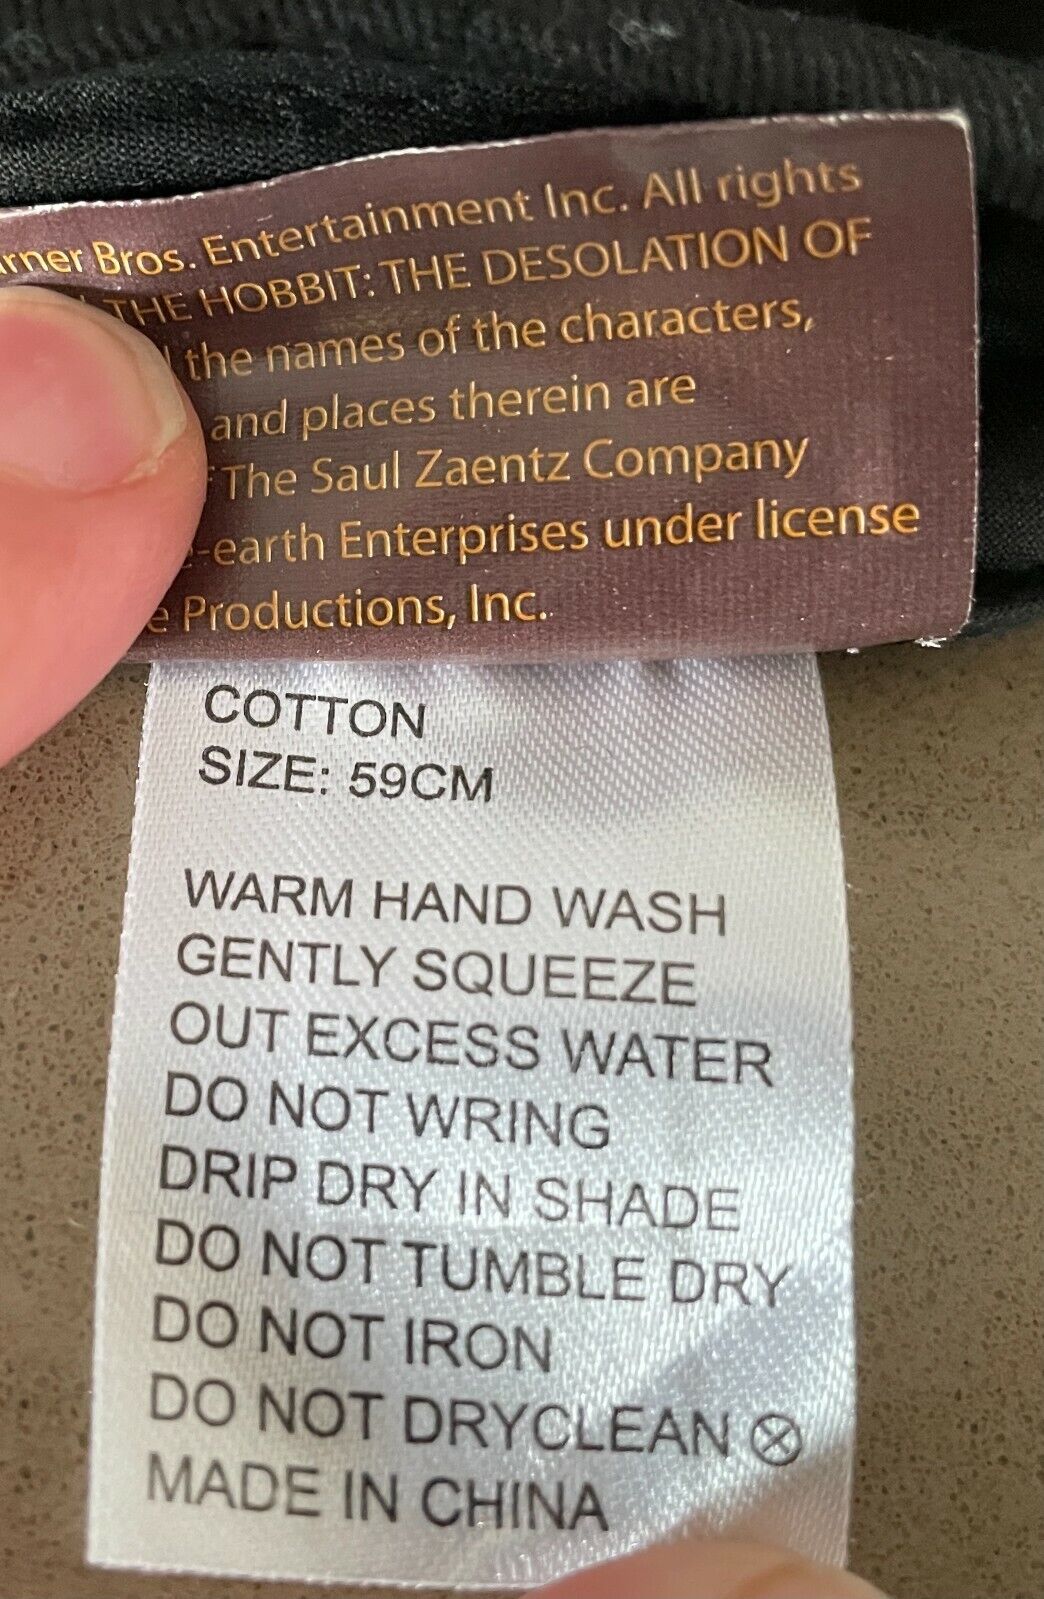 Bros. Entertainment Inc. All rights
THE HOBBIT: THE DESOLATION OF
the names of the characters,
and places therein are
The Saul Zaentz Company
-earth Enterprises under license
Productions, Inc.
COTTON
SIZE: 59CM
WARM HAND WASH
GENTLY SQUEEZE
OUT EXCESS WATER
DO NOT WRING
DRIP DRY IN SHADE
DO NOT TUMBLE DRY
DO NOT IRON
DO NOT DRYCLEAN
MADE IN CHINA